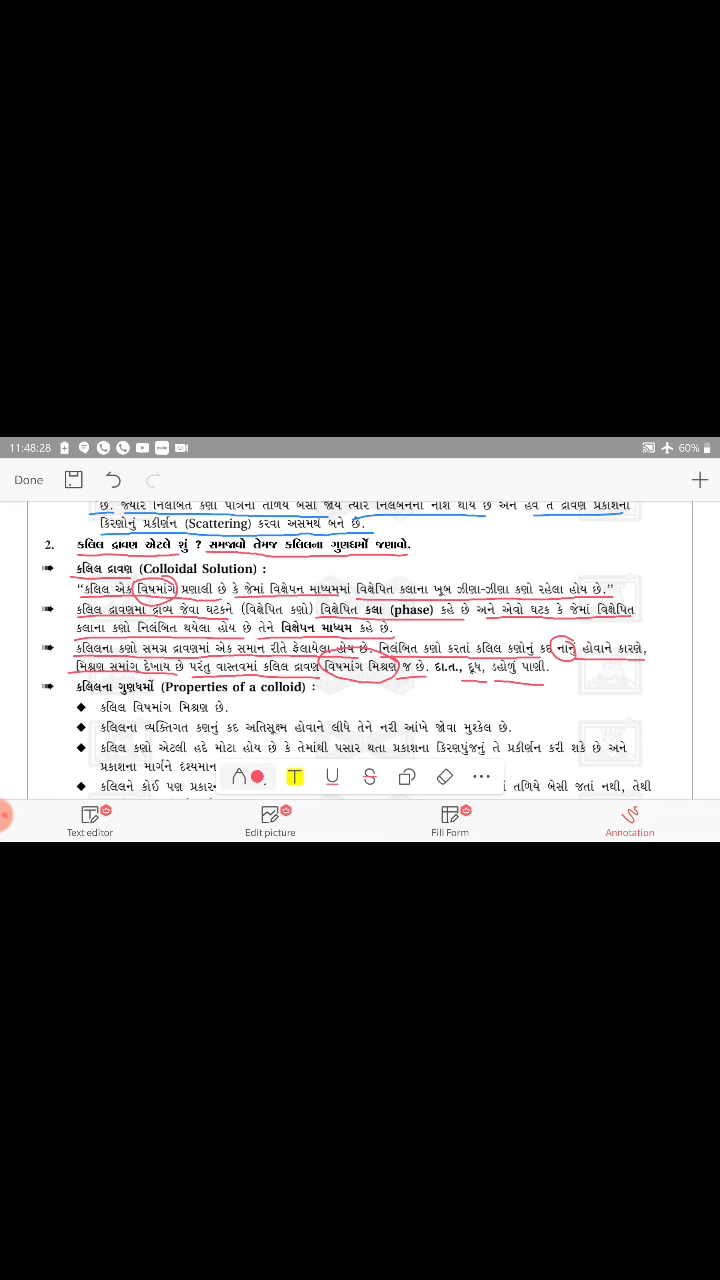 11:48:28
60%
Done
છે. જ્યારે નિલંબિત કણો પાત્રના તળિયે બેસી જાય ત્યારે નિલંબનનો નાશ થાય છે અને હવે તે દ્રાવણ પ્રકાશના
કિરણોનું પ્રકીર્ણન (Scattering) કરવા અસમર્થ બને છે.
2. કલિલ દ્રાવણ એટલે શું ? સમજાવો તેમજ કલિલના ગુણધર્મો જણાવો.
➠ કલિલ દ્રાવણ (Colloidal Solution) :
“કલિલ એક વિષમાંગ પ્રણાલી છે કે જેમાં વિક્ષેપન માધ્યમમાં વિક્ષેપિત કલાના ખૂબ ઝીણા-ઝીણા કણો રહેલા હોય છે.”
➠ કલિલ દ્રાવણમાં દ્રાવ્ય જેવા ઘટકને (વિક્ષેપિત કણો) વિક્ષેપિત કલા (phase) કહે છે અને એવો ઘટક કે જેમાં વિક્ષેપિત
કલાના કણો નિલંબિત થયેલા હોય છે તેને વિક્ષેપન માધ્યમ કહે છે.
➠ કલિલના કણો સમગ્ર દ્રાવણમાં એક સમાન રીતે ફેલાયેલા હોય છે. નિલંબિત કણો કરતાં કલિલ કણોનું કદ નાનું હોવાને કારણે,
મિશ્રણ સમાંગ દેખાય છે પરંતુ વાસ્તવમાં કલિલ દ્રાવણ વિષમાંગ મિશ્રણ જ છે. દા.ત., દૂધ, ડહોળું પાણી.
➠ કલિલના ગુણધર્મો (Properties of a colloid) :
◆ કલિલ વિષમાંગ મિશ્રણ છે.
◆ કલિલના વ્યક્તિગત કણનું કદ અતિસૂક્ષ્મ હોવાને લીધે તેને નરી આંખે જોવા મુશ્કેલ છે.
◆ કલિલ કણો એટલી હદે મોટા હોય છે કે તેમાંથી પસાર થતા પ્રકાશના કિરણપુંજનું તે પ્રકીર્ણન કરી શકે છે અને
પ્રકાશના માર્ગને દૃશ્યમાન
◆ કલિલને કોઈ પણ પ્રકાર તળિયે બેસી જતાં નથી, તેથી
T U S
Text editor Edit picture Fill Form Annotation